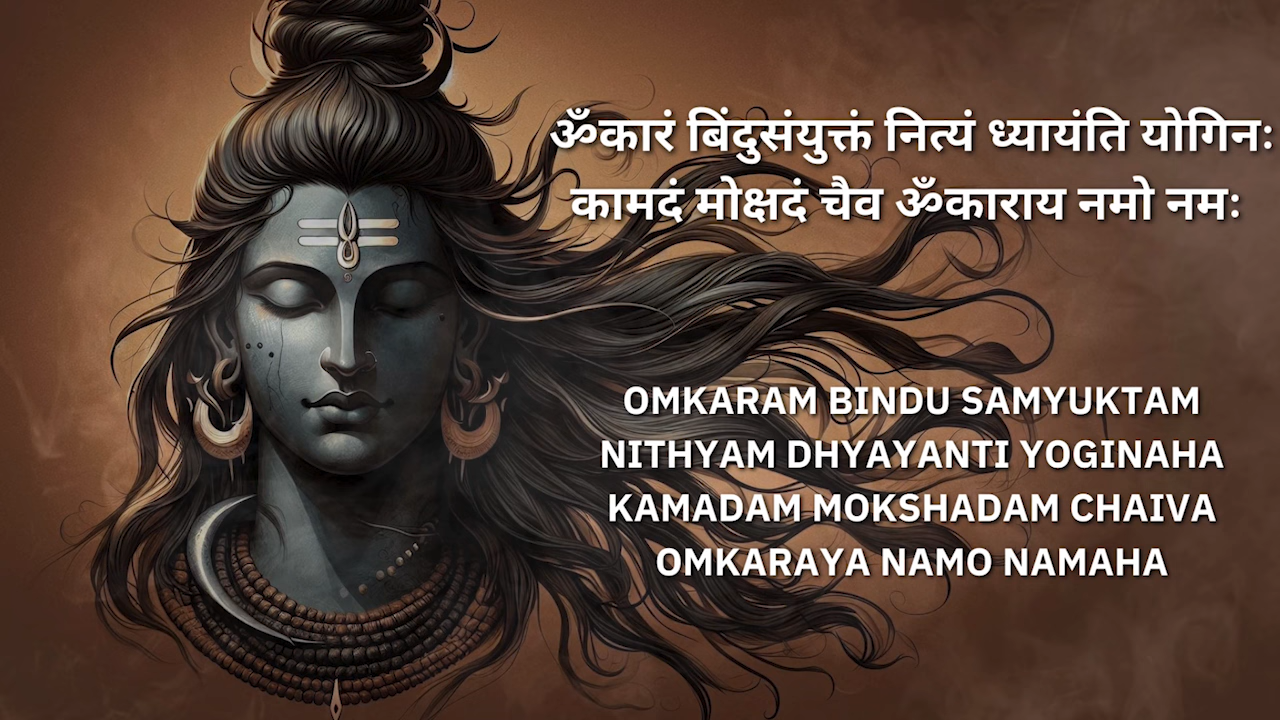 ॐकारं बिंदुसंयुक्तं नित्यं ध्यायंति योगिनः
कामदं मोक्षदं चैव ॐकाराय नमो नमः
OMKARAM BINDU SAMYUKTAM
NITHYAM DHYAYANTI YOGINAHA
KAMADAM MOKSHADAM CHAIVA
OMKARAYA NAMO NAMAHA